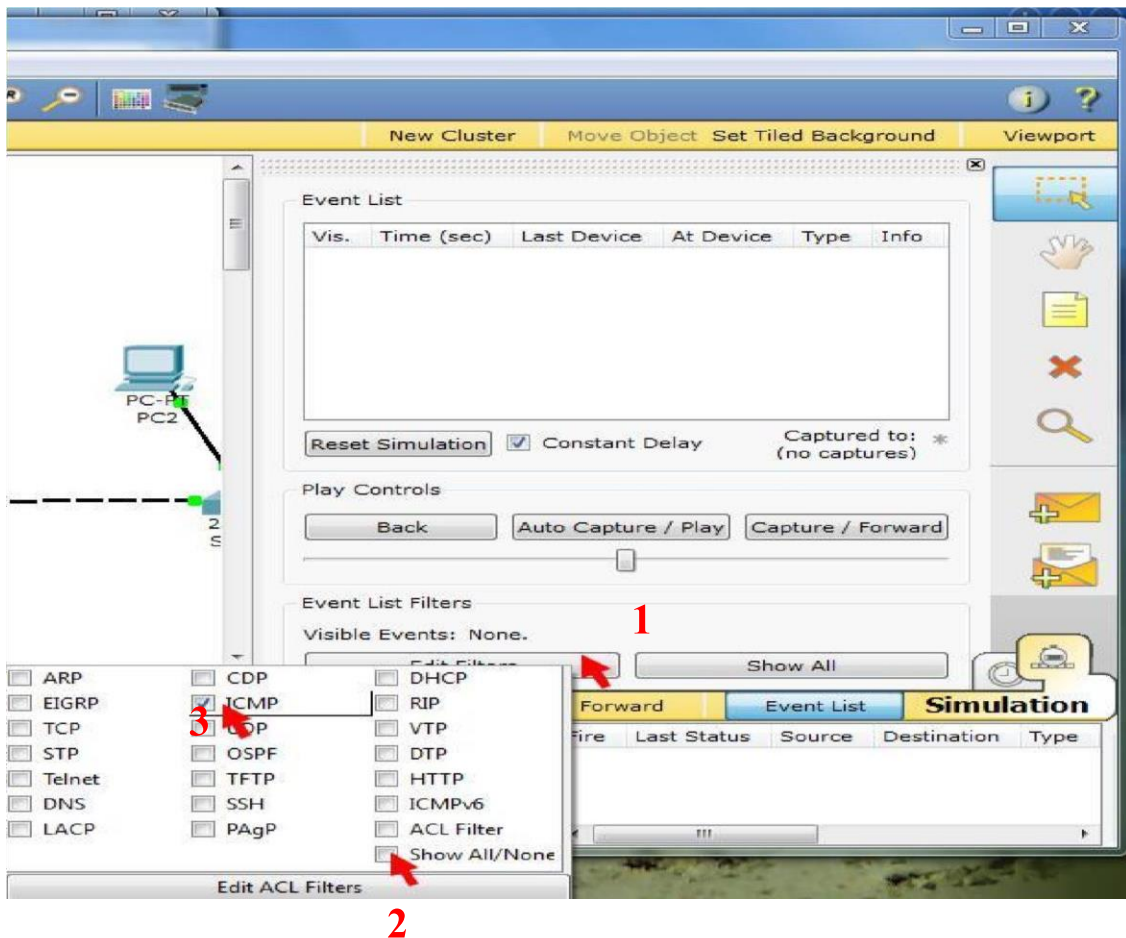 New Cluster Move Object Set Tiled Background Viewport
Event List
Vis. Time (sec) Last Device At Device Type Info
PC-PT
PC2
Reset Simulation Constant Delay Captured to: *
(no captures)
Play Controls
2
S
Back Auto Capture / Play Capture / Forward
Event List Filters
1
Visible Events: None.
Edit Filters Show All
ARP CDP DHCP
EIGRP ICMP RIP Forward Event List Simulation
3
TCP UDP VTP Fire Last Status Source Destination Type
STP OSPF DTP
Telnet TFTP HTTP
DNS SSH ICMPv6
LACP PAgP ACL Filter
Show All/None
Edit ACL Filters
2